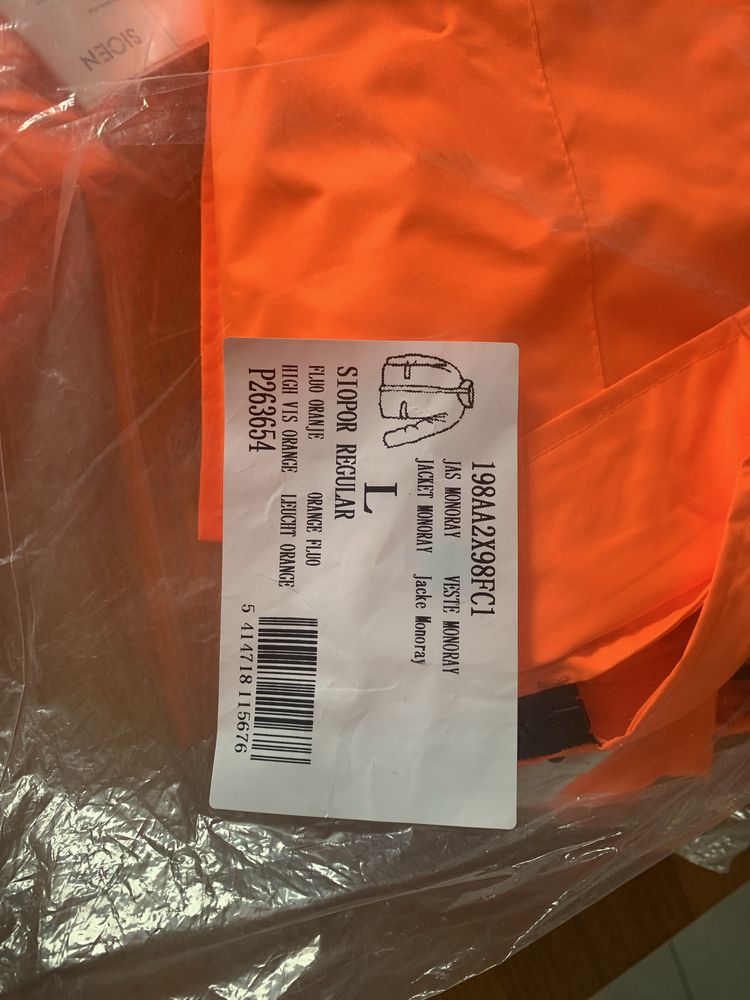 SIOEN
198AA2X98FC1
JAS MONORAY VESTE MONORAY
JACKET MONORAY Jacke Monoray
L
SIOPOR REGULAR
FLUO ORANJE ORANGE FLUO
HIGH VIS ORANGE LEUCHT ORANGE
P263654
5 414718 115676